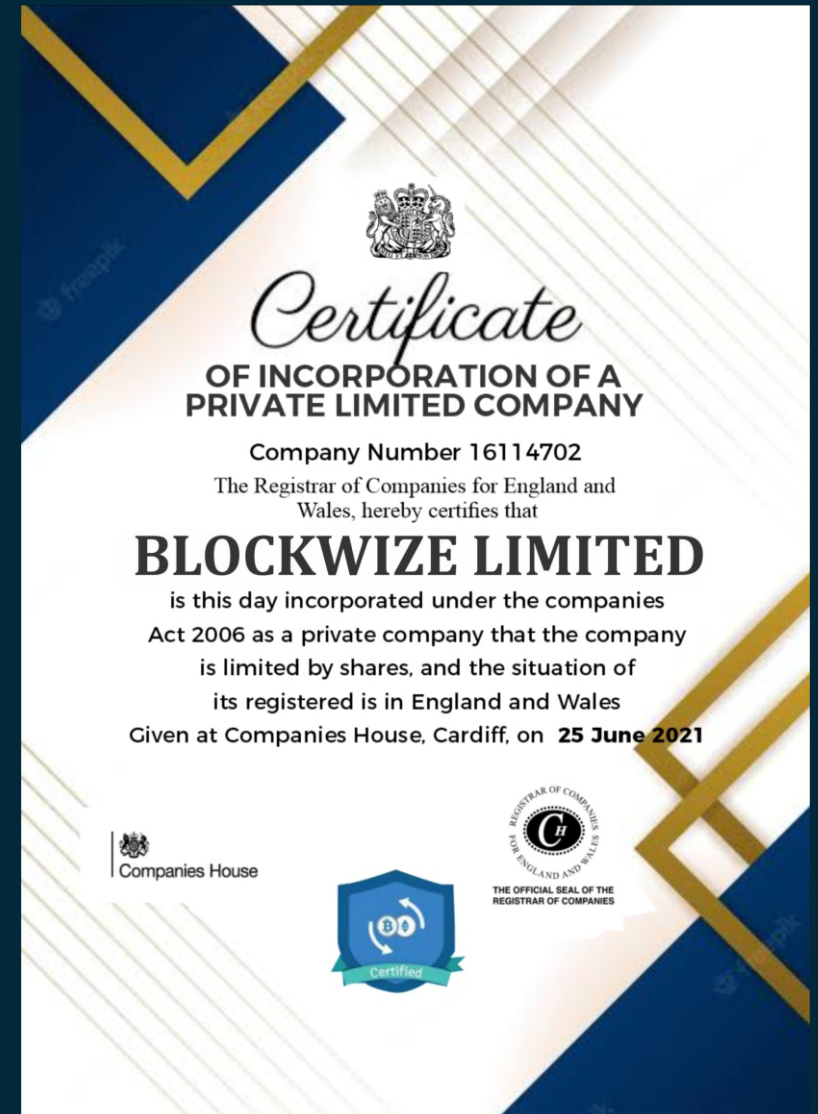 freepik
Certificate
OF INCORPORATION OF A
PRIVATE LIMITED COMPANY
Company Number 16114702
The Registrar of Companies for England and
Wales, hereby certifies that
BLOCKWIZE LIMITED
is this day incorporated under the companies
Act 2006 as a private company that the company
is limited by shares, and the situation of
its registered is in England and Wales
Given at Companies House, Cardiff, on 25 June 2021
Companies House
REGISTRAR OF COMPANIES
FOR ENGLAND AND WALES
CH
THE OFFICIAL SEAL OF THE
REGISTRAR OF COMPANIES
Certified
freepik